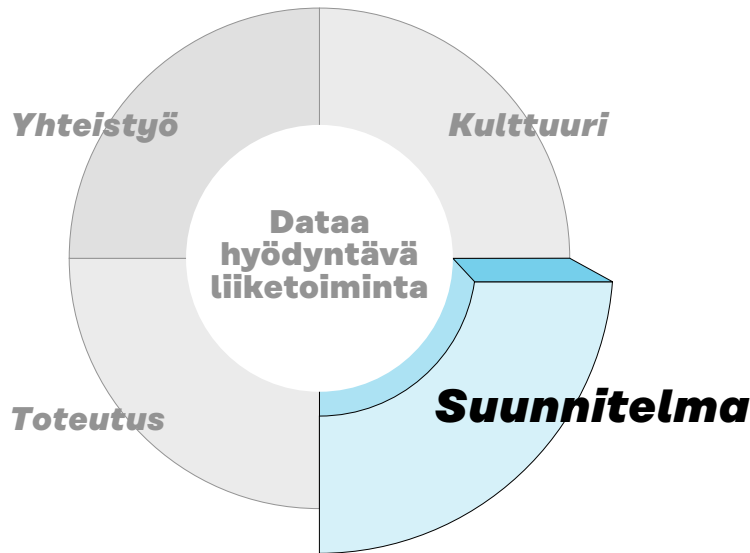 Yhteistyö
Kulttuuri
Dataa
hyödyntävä
liiketoiminta
Toteutus
Suunnitelma